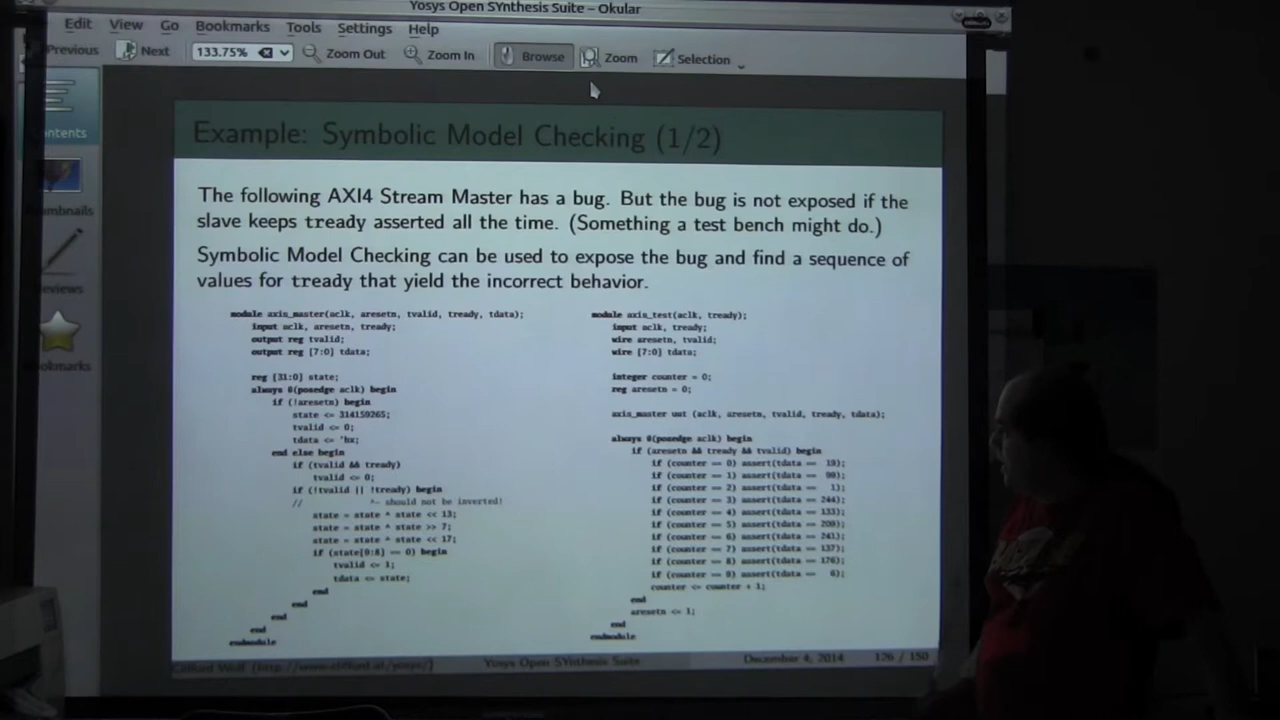 Yosys Open SYnthesis Suite – Okular
Edit View Go Bookmarks Tools Settings Help
Previous Next 133.75% Zoom Out Zoom In Browse Zoom Selection
Example: Symbolic Model Checking (1/2)
The following AXI4 Stream Master has a bug. But the bug is not exposed if the
slave keeps tready asserted all the time. (Something a test bench might do.)
Symbolic Model Checking can be used to expose the bug and find a sequence of
values for tready that yield the incorrect behavior.
module axis_master(aclk, aresetn, tvalid, tready, tdata);
input aclk, aresetn, tready;
output reg tvalid;
output reg [7:0] tdata;
reg [31:0] state;
always @(posedge aclk) begin
if (!aresetn) begin
state <= 314159265;
tvalid <= 0;
tdata <= 'bx;
end else begin
if (tvalid && tready)
tvalid <= 0;
if (!tvalid || !tready) begin
// ^- should not be inverted!
state = state ^ state << 13;
state = state ^ state >> 7;
state = state ^ state << 17;
if (state[9:8] == 0) begin
tvalid <= 1;
tdata <= state;
end
end
end
end
endmodule
module axis_test(aclk, tready);
input aclk, tready;
wire aresetn, tvalid;
wire [7:0] tdata;
integer counter = 0;
reg aresetn = 0;
axis_master uut (aclk, aresetn, tvalid, tready, tdata);
always @(posedge aclk) begin
if (aresetn && tready && tvalid) begin
if (counter == 0) assert(tdata == 19);
if (counter == 1) assert(tdata == 99);
if (counter == 2) assert(tdata == 1);
if (counter == 3) assert(tdata == 244);
if (counter == 4) assert(tdata == 133);
if (counter == 5) assert(tdata == 209);
if (counter == 6) assert(tdata == 241);
if (counter == 7) assert(tdata == 137);
if (counter == 8) assert(tdata == 176);
if (counter == 9) assert(tdata == 6);
counter <= counter + 1;
end
aresetn <= 1;
end
endmodule
Clifford Wolf (http://www.clifford.at/yosys/) Yosys Open SYnthesis Suite December 4, 2014 126 / 150